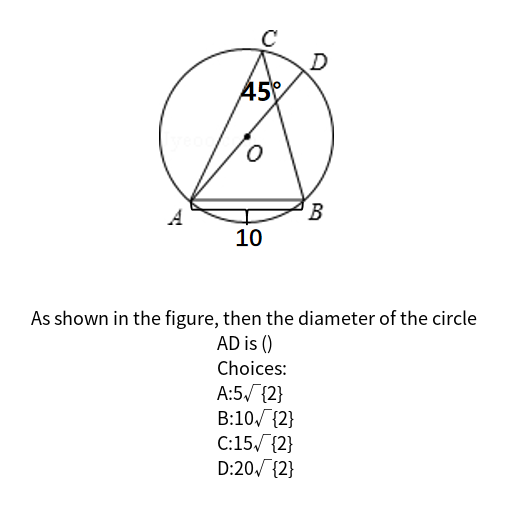 C
D
45°
O
A
B
10
As shown in the figure, then the diameter of the circle
AD is ()
Choices:
A:5√{2}
B:10√{2}
C:15√{2}
D:20√{2}